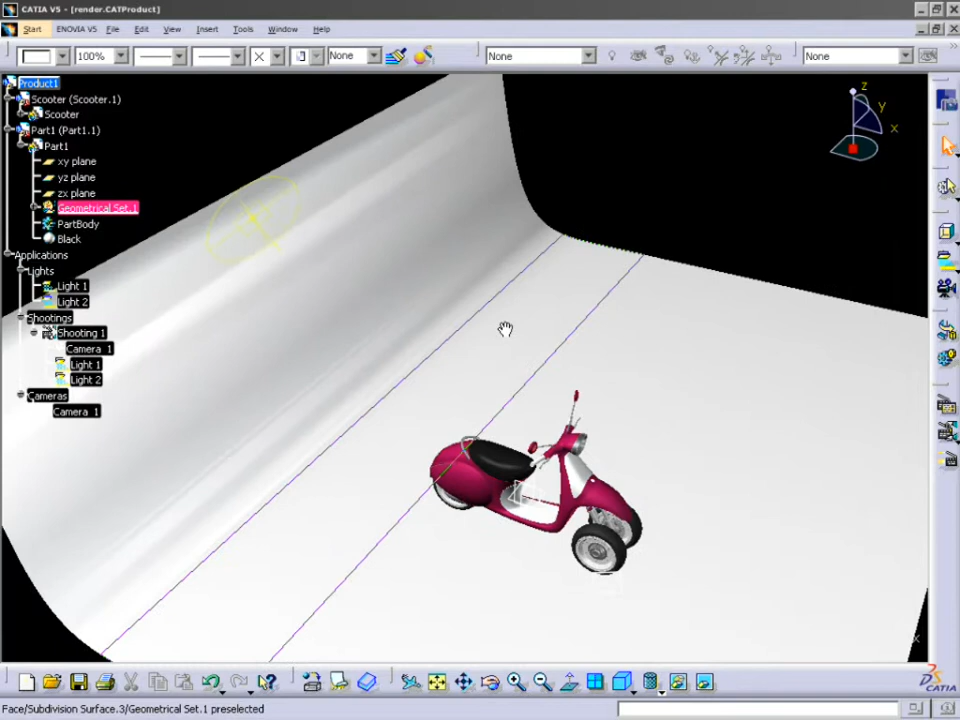 CATIA V5 - [render.CATProduct]
Start ENOVIA V5 File Edit View Insert Tools Window Help
100% None None None
Product1
Scooter (Scooter.1)
Scooter
Part1 (Part1.1)
Part1
xy plane
yz plane
zx plane
Geometrical Set.1
PartBody
Black
Applications
Lights
Light 1
Light 2
Shootings
Shooting 1
Camera 1
Light 1
Light 2
Cameras
Camera 1
z
y
x
x
CATIA
Face/Subdivision Surface.3/Geometrical Set.1 preselected